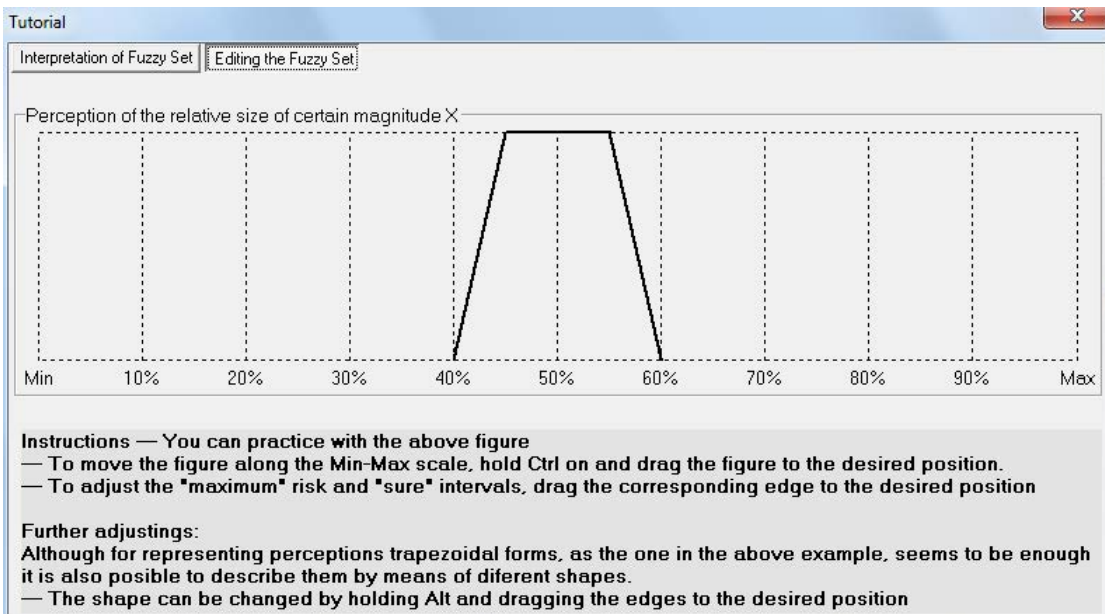 Tutorial
X
Interpretation of Fuzzy Set Editing the Fuzzy Set
Perception of the relative size of certain magnitude X
Min 10% 20% 30% 40% 50% 60% 70% 80% 90% Max
Instructions — You can practice with the above figure
— To move the figure along the Min-Max scale, hold Ctrl on and drag the figure to the desired position.
— To adjust the "maximum" risk and "sure" intervals, drag the corresponding edge to the desired position
Further adjustings:
Although for representing perceptions trapezoidal forms, as the one in the above example, seems to be enough
it is also posible to describe them by means of diferent shapes.
— The shape can be changed by holding Alt and dragging the edges to the desired position